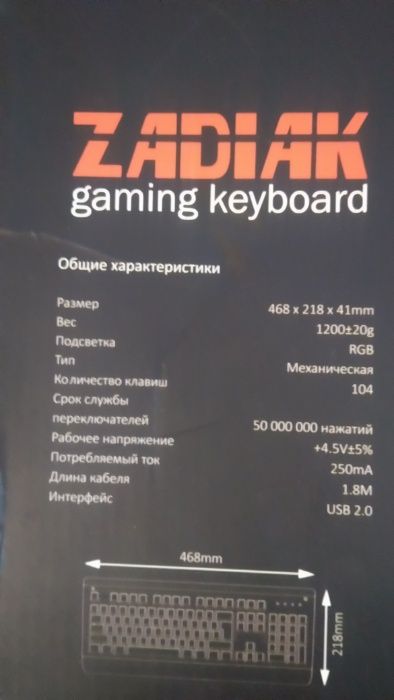 ZADIAK
gaming keyboard
Общие характеристики
Размер 468 x 218 x 41mm
Вес 1200±20g
Подсветка RGB
Тип Механическая
Количество клавиш 104
Срок службы
переключателей 50 000 000 нажатий
Рабочее напряжение +4.5V±5%
Потребляемый ток 250mA
Длина кабеля 1.8M
Интерфейс USB 2.0
468mm
218mm